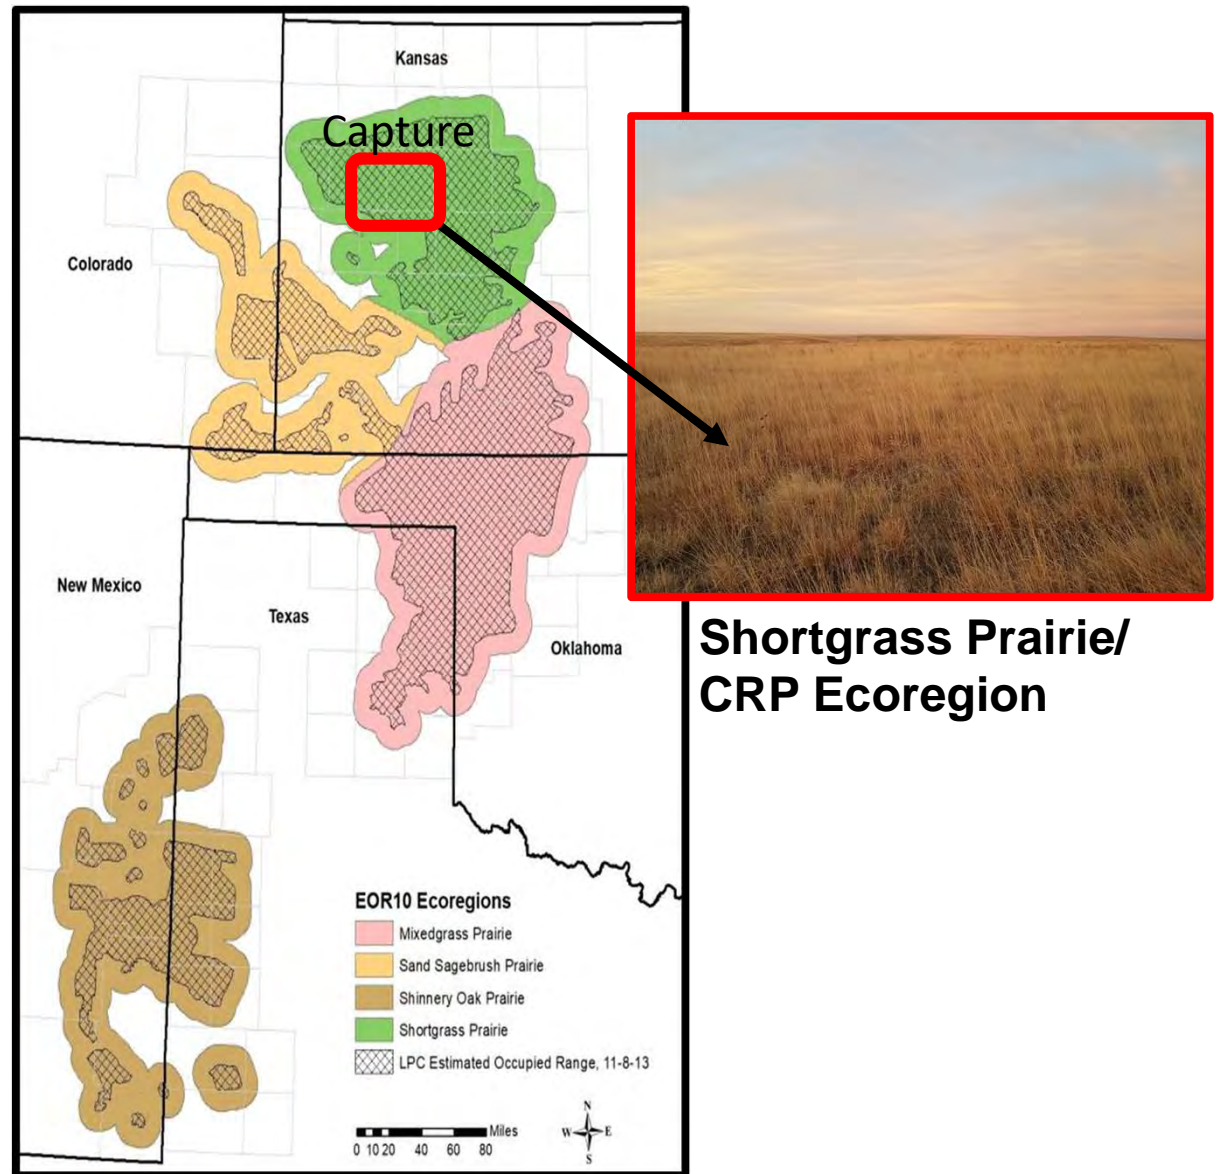 Kansas
Capture
Colorado
New Mexico
Texas
Oklahoma
Shortgrass Prairie/
CRP Ecoregion
EOR10 Ecoregions
Mixedgrass Prairie
Sand Sagebrush Prairie
Shinnery Oak Prairie
Shortgrass Prairie
LPC Estimated Occupied Range, 11-8-13
Miles
0 10 20 40 60 80
N
W E
S